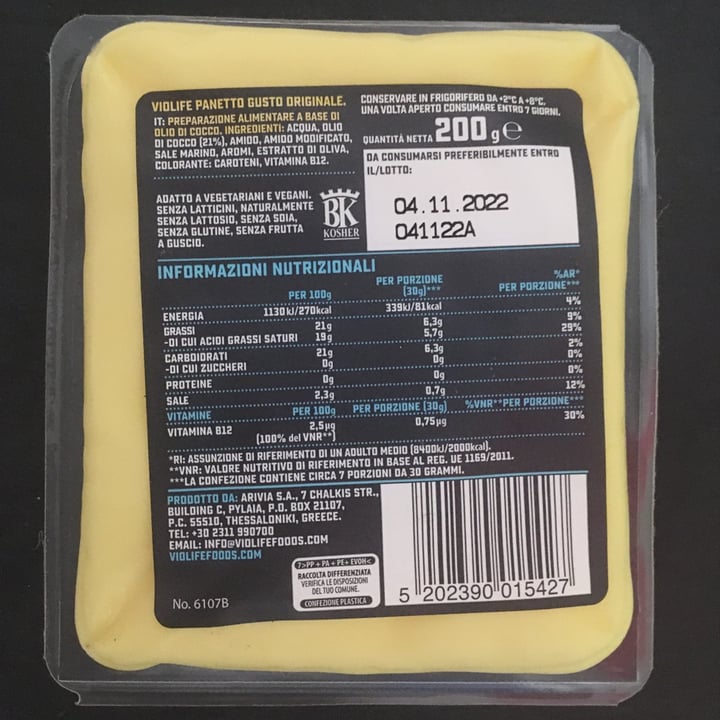 VIOLIFE PANETTO GUSTO ORIGINALE.
IT: PREPARAZIONE ALIMENTARE A BASE DI
OLIO DI COCCO. INGREDIENTI: ACQUA, OLIO
DI COCCO (21%), AMIDO, AMIDO MODIFICATO,
SALE MARINO, AROMI, ESTRATTO DI OLIVA,
COLORANTE: CAROTENI, VITAMINA B12.
CONSERVARE IN FRIGORIFERO DA +2°C A +8°C.
UNA VOLTA APERTO CONSUMARE ENTRO 7 GIORNI.
QUANTITÀ NETTA 200 g ℮
DA CONSUMARSI PREFERIBILMENTE ENTRO
IL/LOTTO:
04.11.2022
041122A
ADATTO A VEGETARIANI E VEGANI.
SENZA LATTICINI, NATURALMENTE
SENZA LATTOSIO, SENZA SOIA,
SENZA GLUTINE, SENZA FRUTTA
A GUSCIO.
BK
KOSHER
INFORMAZIONI NUTRIZIONALI
PER 100g PER PORZIONE (30g)*** %AR* PER PORZIONE***
ENERGIA 1130kJ/270kcal 339kJ/81kcal 4%
GRASSI 21g 6,3g 9%
-DI CUI ACIDI GRASSI SATURI 19g 5,7g 29%
CARBOIDRATI 21g 6,3g 2%
-DI CUI ZUCCHERI 0g 0g 0%
PROTEINE 0g 0g 0%
SALE 2,3g 0,7g 12%
VITAMINE PER 100g PER PORZIONE (30g) %VNR**PER PORZIONE***
VITAMINA B12 2,5µg 0,75µg 30%
(100% del VNR**)
*RI: ASSUNZIONE DI RIFERIMENTO DI UN ADULTO MEDIO (8400kJ/2000kcal).
**VNR: VALORE NUTRITIVO DI RIFERIMENTO IN BASE AL REG. UE 1169/2011.
***LA CONFEZIONE CONTIENE CIRCA 7 PORZIONI DA 30 GRAMMI.
PRODOTTO DA: ARIVIA S.A., 7 CHALKIS STR.,
BUILDING C, PYLAIA, P.O. BOX 21107,
P.C. 55510, THESSALONIKI, GREECE.
TEL: +30 2311 990700
EMAIL: INFO@VIOLIFEFOODS.COM
VIOLIFEFOODS.COM
7>PP + PA + PE+ EVOH<
RACCOLTA DIFFERENZIATA
VERIFICA LE DISPOSIZIONI
DEL TUO COMUNE.
CONFEZIONE PLASTICA
No. 6107B
5 202390 015427